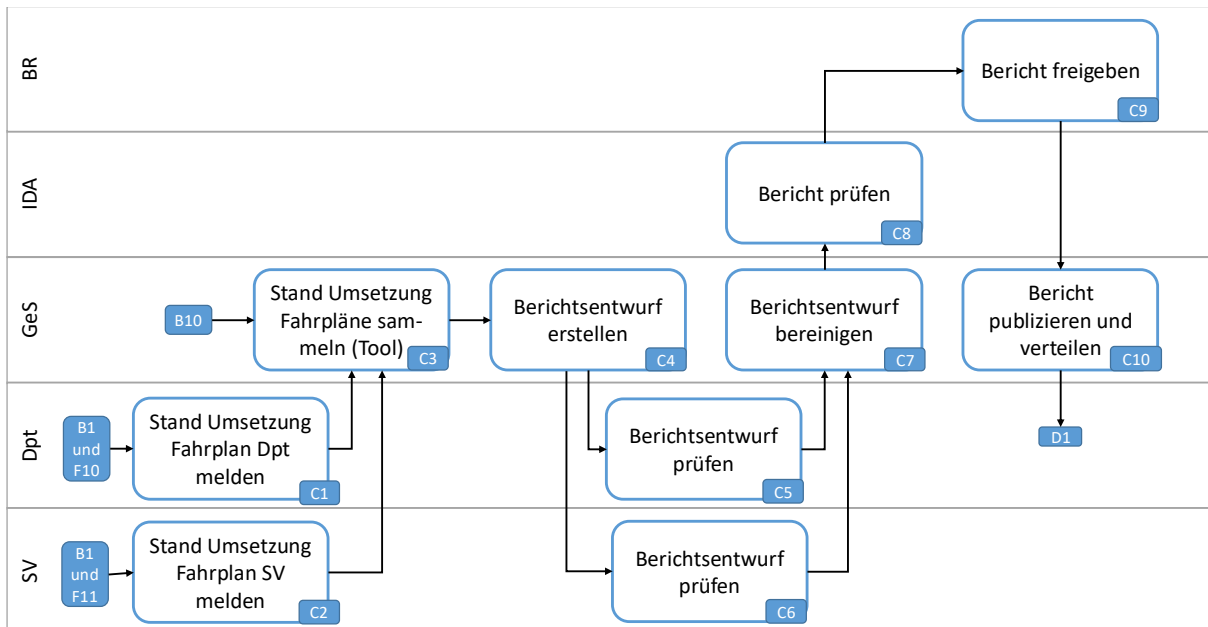 BR
Bericht freigeben
C9
IDA
Bericht prüfen
C8
GeS
B10
Stand Umsetzung
Fahrpläne sam-
meln (Tool)
C3
Berichtsentwurf
erstellen
C4
Berichtsentwurf
bereinigen
C7
Bericht
publizieren und
verteilen
C10
Dpt
B1
und
F10
Stand Umsetzung
Fahrplan Dpt
melden
C1
Berichtsentwurf
prüfen
C5
D1
SV
B1
und
F11
Stand Umsetzung
Fahrplan SV
melden
C2
Berichtsentwurf
prüfen
C6